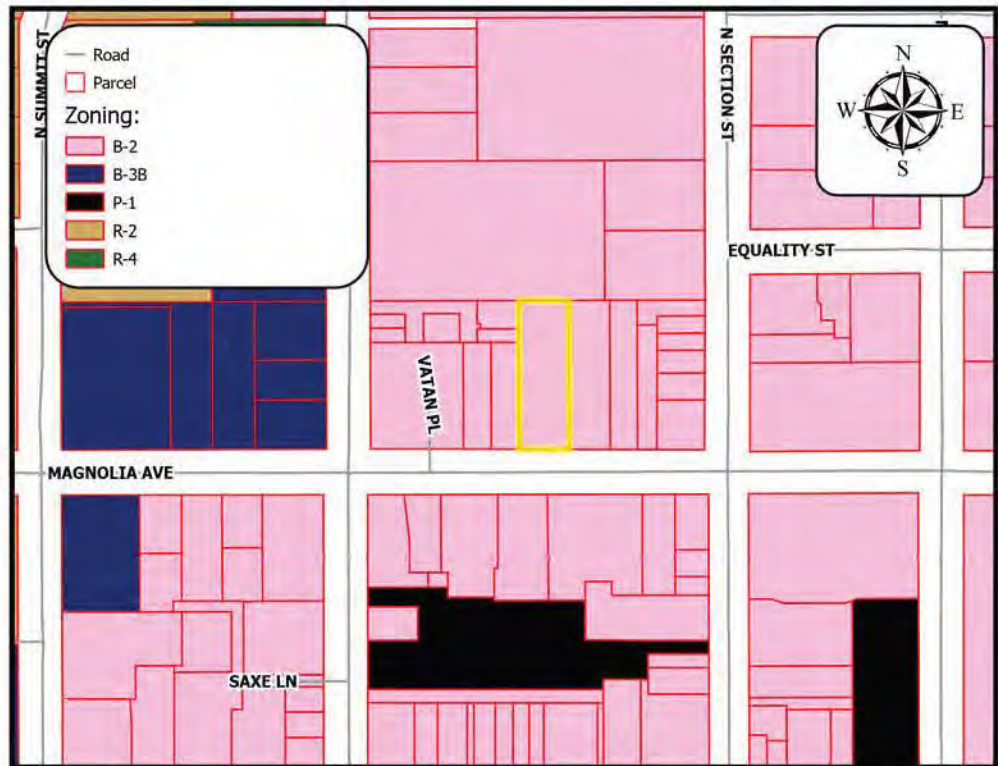 N SUMMIT ST
Road
Parcel
Zoning:
B-2
B-3B
P-1
R-2
R-4
N SECTION ST
N
W
E
S
EQUALITY ST
VATAN PL
MAGNOLIA AVE
SAXE LN